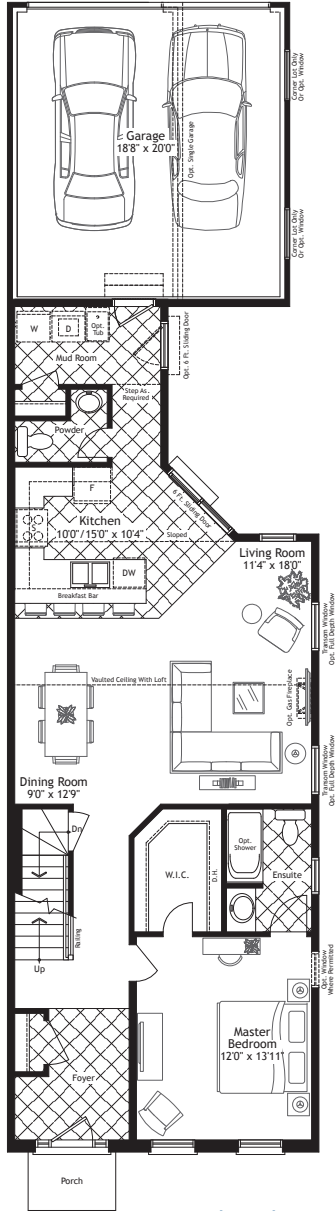 Garage
18'8" x 20'0"
Opt. Single Garage
Corner Lot Only
Or Opt. Window
Corner Lot Only
Or Opt. Window
W
D
Opt.
Tub
Mud Room
Opt. 6 Ft. Sliding Door
Step As
Required
Powder
F
6 Ft. Sliding Door
Kitchen
10'0"/15'0" x 10'4"
S
Sloped
DW
Breakfast Bar
Living Room
11'4" x 18'0"
Transom Window
Opt. Full Depth Window
Vaulted Ceiling With Loft
Opt. Gas Fireplace
Transom Window
Opt. Full Depth Window
Dining Room
9'0" x 12'9"
Dn
Opt.
Shower
W.I.C.
D.H.
Ensuite
Railing
Up
Opt. Window
Where Permitted
Master
Bedroom
12'0" x 13'11"
Foyer
Porch